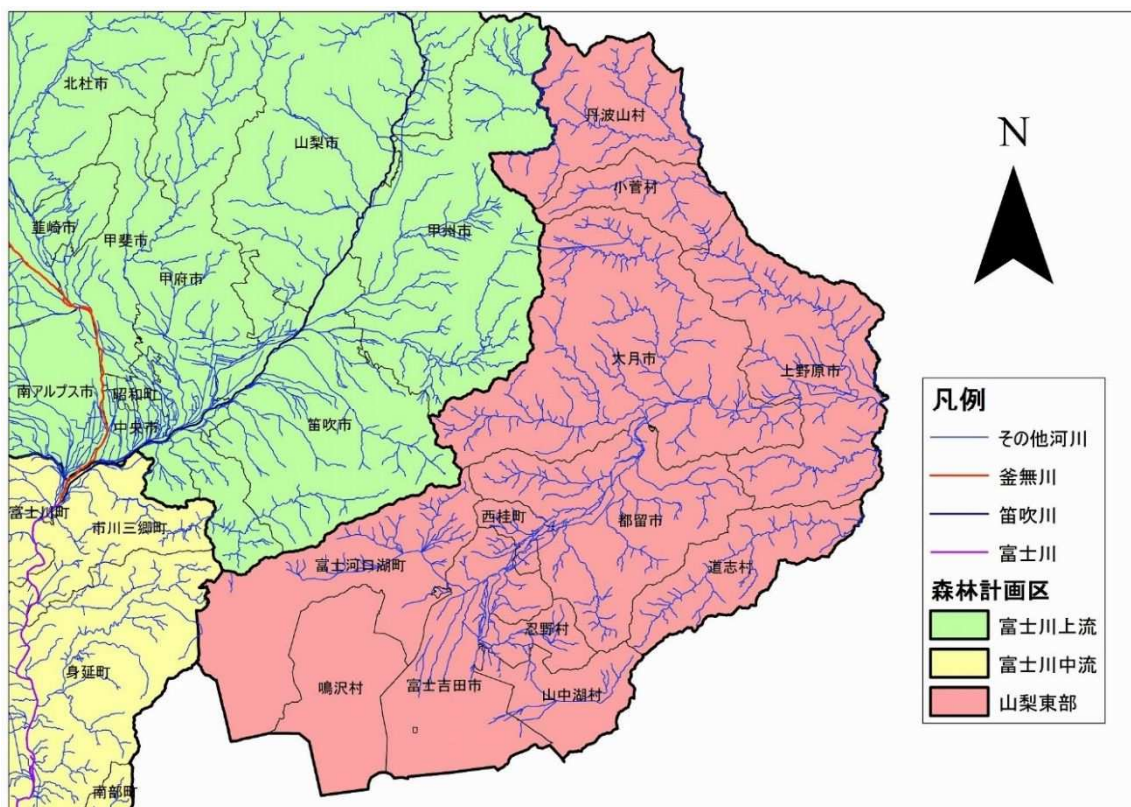 北杜市
山梨市
丹波山村
小菅村
韮崎市
甲斐市
甲州市
甲府市
大月市
上野原市
南アルプス市
昭和町
中央市
笛吹市
富士川町
市川三郷町
西桂町
都留市
富士河口湖町
道志村
忍野村
身延町
鳴沢村
富士吉田市
山中湖村
南部町
N
凡例
その他河川
釜無川
笛吹川
富士川
森林計画区
富士川上流
富士川中流
山梨東部